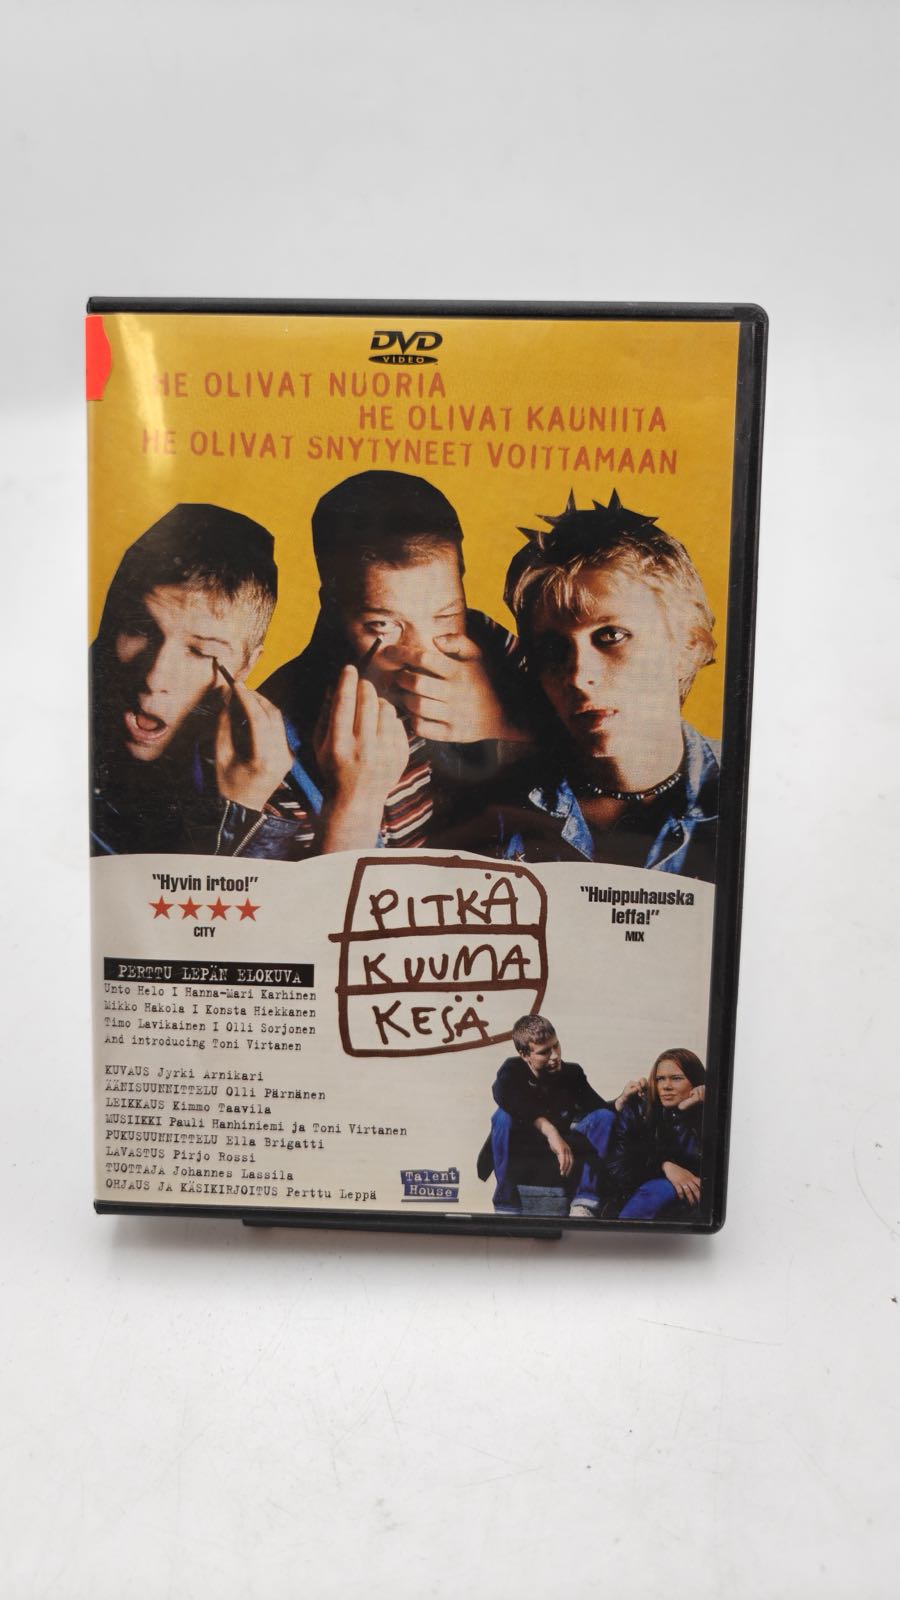 DVD
VIDEO
HE OLIVAT NUORIA
HE OLIVAT KAUNIITA
HE OLIVAT SNYTYNEET VOITTAMAAN
"Hyvin irtoo!"
CITY
"Huippuhauska
leffa!"
MIX
PITKÄ
KUUMA
KESÄ
PERTTU LEPÄN ELOKUVA
Unto Helo I Hanna-Mari Karhinen
Mikko Hakola I Konsta Hiekkanen
Timo Lavikainen I Olli Sorjonen
And introducing Toni Virtanen
KUVAUS Jyrki Arnikari
ÄÄNISUUNNITTELU Olli Pärnänen
LEIKKAUS Kimmo Taavila
MUSIIKKI Pauli Hanhiniemi ja Toni Virtanen
PUKUSUUNNITTELU Ella Brigatti
LAVASTUS Pirjo Rossi
TUOTTAJA Johannes Lassila
OHJAUS JA KÄSIKIRJOITUS Perttu Leppä
Talent
House